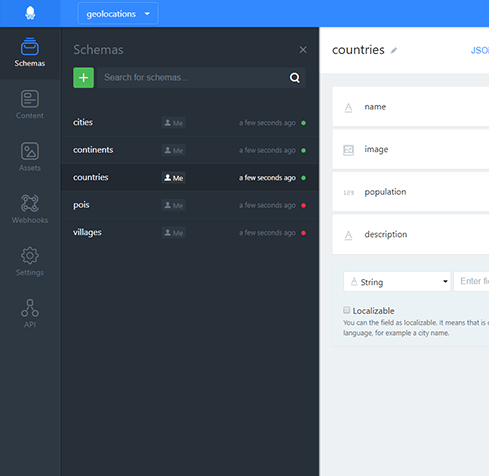 geolocations
Schemas
Content
Assets
Webhooks
Settings
API
Schemas
Search for schemas...
cities Me a few seconds ago
continents Me a few seconds ago
countries Me a few seconds ago
pois Me a few seconds ago
villages Me a few seconds ago
countries
name
image
123 population
description
String
Enter
Localizable
You can the field as localizable. It means that is
language, for example a city name.